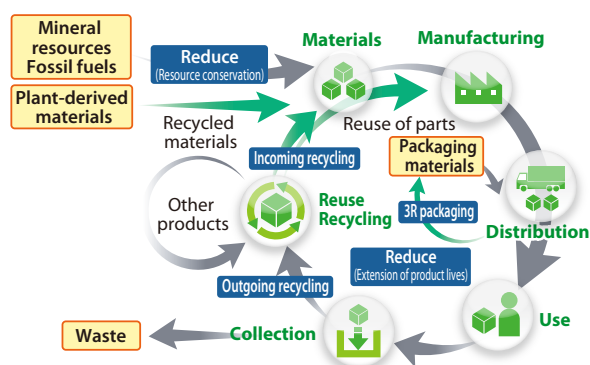 Mineral
resources
Fossil fuels
Reduce
(Resource conservation)
Materials
Manufacturing
Plant-derived
materials
Recycled
materials
Reuse of parts
Incoming recycling
Packaging
materials
Other
products
Reuse
Recycling
3R packaging
Distribution
Reduce
(Extension of product lives)
Outgoing recycling
Waste
Collection
Use